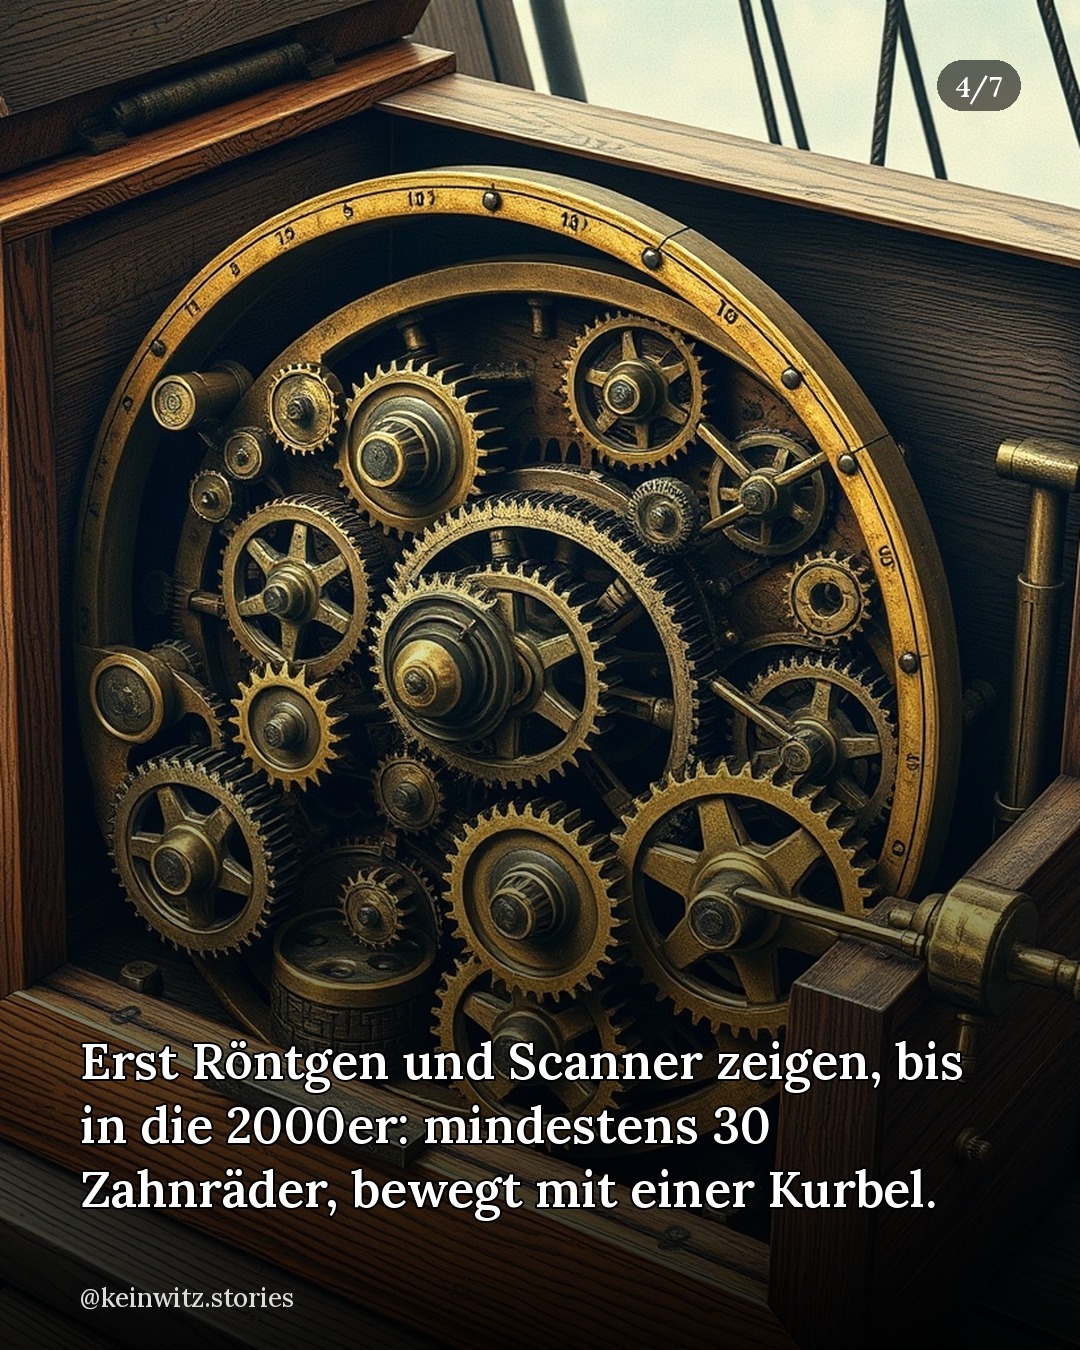 4/7
Erst Röntgen und Scanner zeigen, bis
in die 2000er: mindestens 30
Zahnräder, bewegt mit einer Kurbel.
@keinwitz.stories